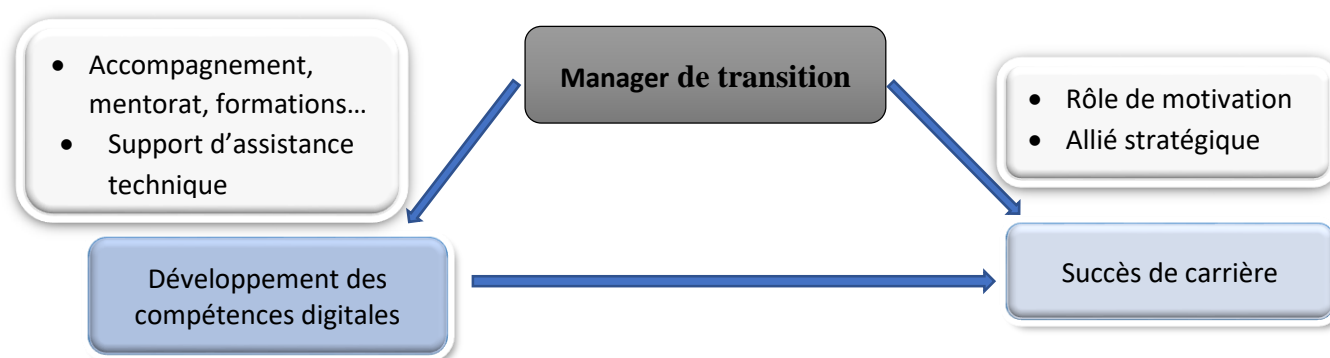 • Accompagnement,
mentorat, formations…
• Support d’assistance
technique
Manager de transition
• Rôle de motivation
• Allié stratégique
Développement des
compétences digitales
Succès de carrière